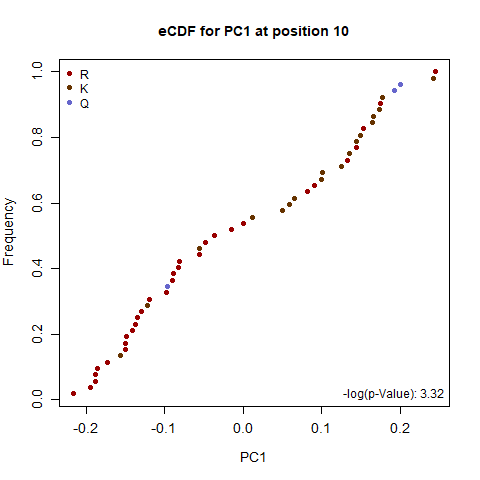 eCDF for PC1 at position 10
R
K
Q
Frequency
1.0
0.8
0.6
0.4
0.2
0.0
-log(p-Value): 3.32
-0.2 -0.1 0.0 0.1 0.2
PC1